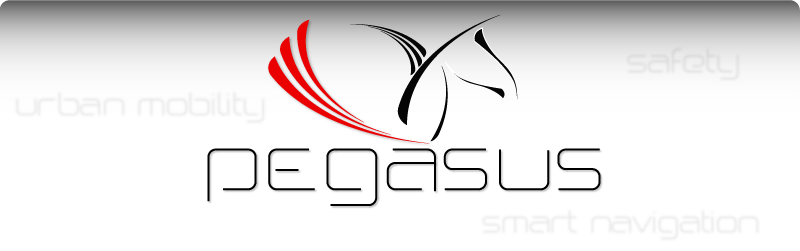 safety
urban mobility
pegasus
smart navigation